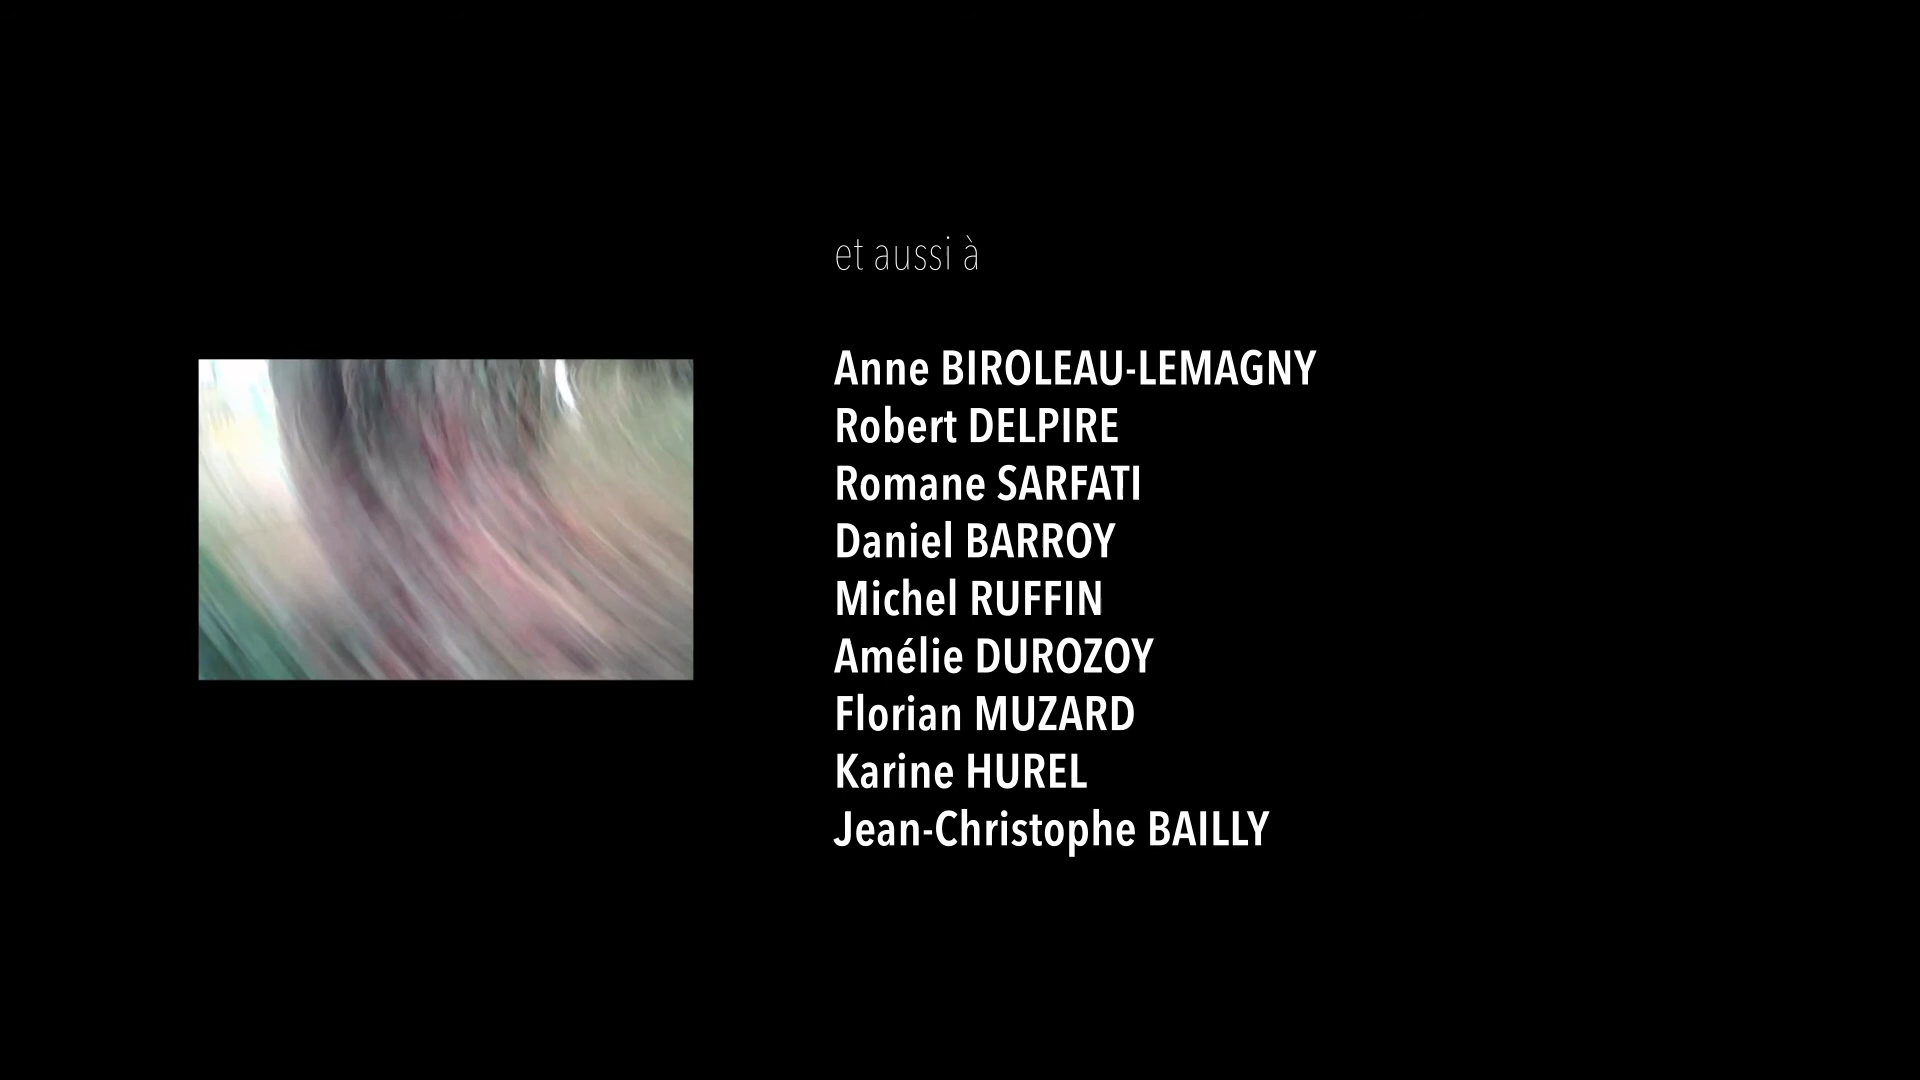 et aussi à
Anne BIROLEAU-LEMAGNY
Robert DELPIRE
Romane SARFATI
Daniel BARROY
Michel RUFFIN
Amélie DUROZOY
Florian MUZARD
Karine HUREL
Jean-Christophe BAILLY